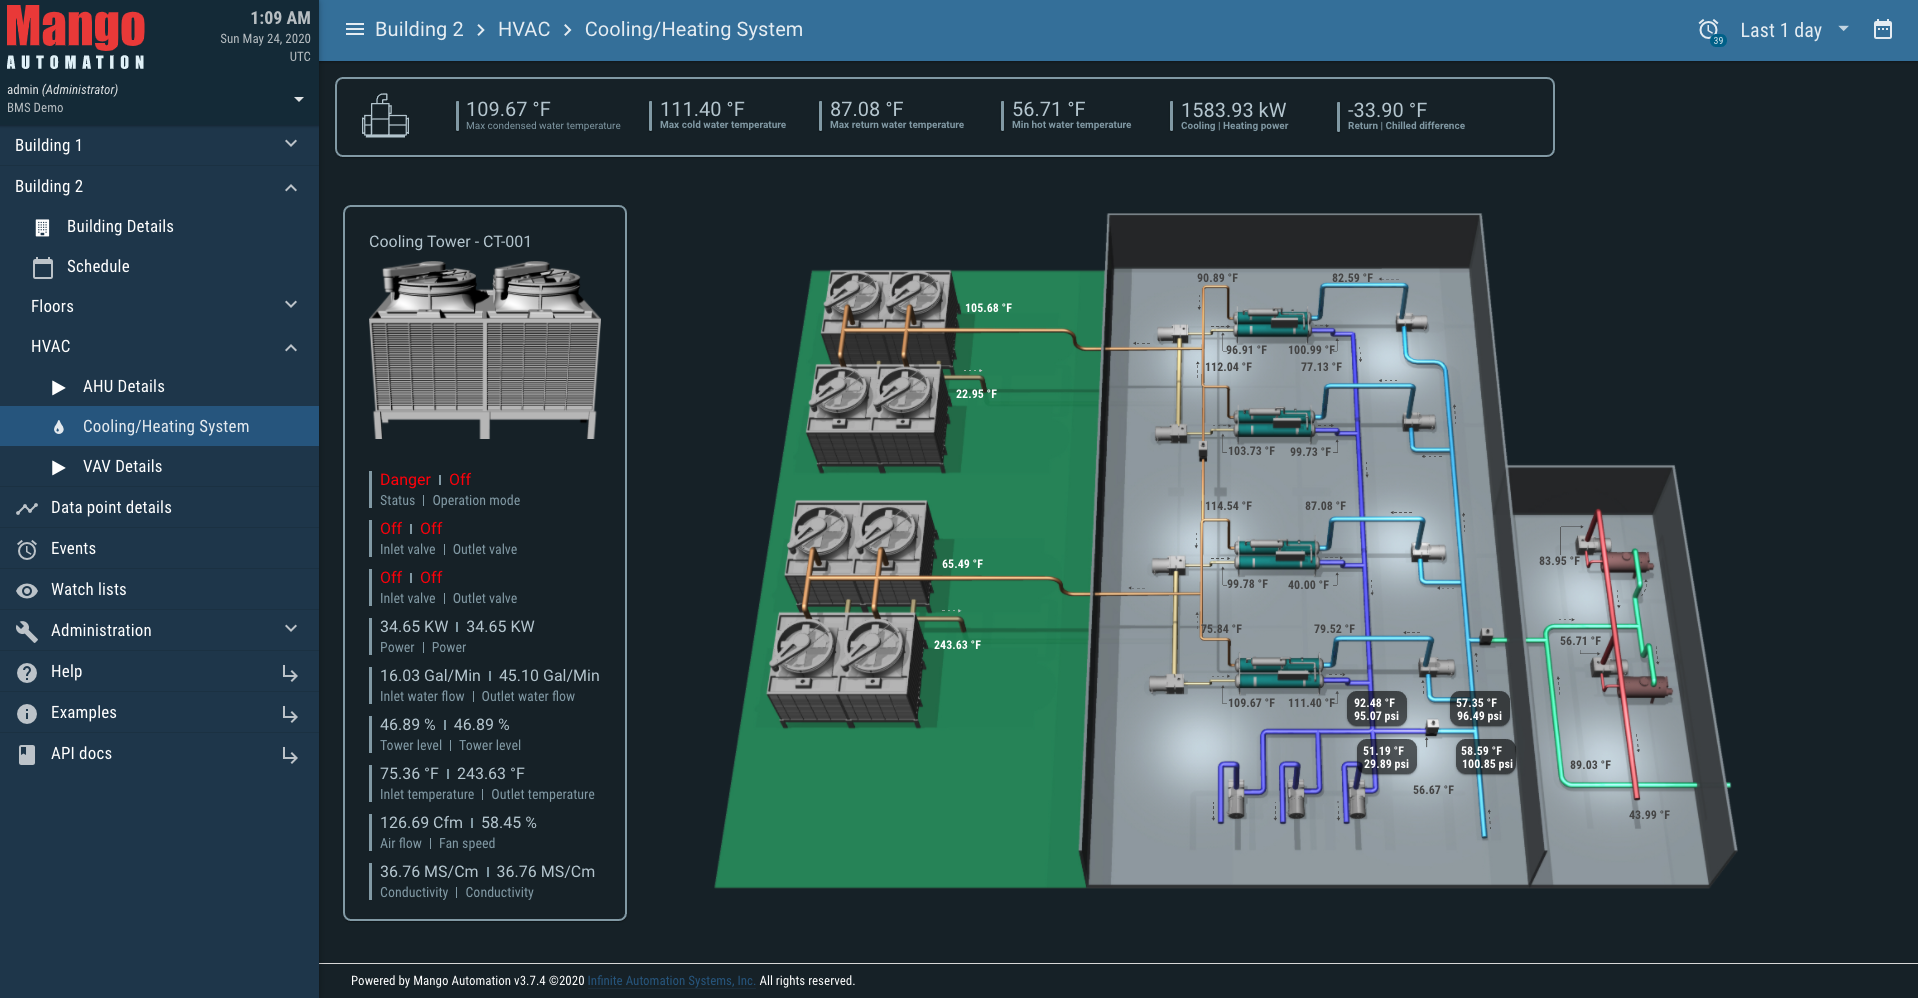 Mango
AUTOMATION
1:09 AM
Sun May 24, 2020
UTC
admin (Administrator)
BMS Demo
Building 1
Building 2
Building Details
Schedule
Floors
HVAC
AHU Details
Cooling/Heating System
VAV Details
Data point details
Events
Watch lists
Administration
Help
Examples
API docs
Building 2 > HVAC > Cooling/Heating System
39
Last 1 day
109.67 °F
Max condensed water temperature
111.40 °F
Max cold water temperature
87.08 °F
Max return water temperature
56.71 °F
Min hot water temperature
1583.93 kW
Cooling | Heating power
-33.90 °F
Return | Chilled difference
Cooling Tower - CT-001
Danger | Off
Status | Operation mode
Off | Off
Inlet valve | Outlet valve
Off | Off
Inlet valve | Outlet valve
34.65 KW | 34.65 KW
Power | Power
16.03 Gal/Min | 45.10 Gal/Min
Inlet water flow | Outlet water flow
46.89 % | 46.89 %
Tower level | Tower level
75.36 °F | 243.63 °F
Inlet temperature | Outlet temperature
126.69 Cfm | 58.45 %
Air flow | Fan speed
36.76 MS/Cm | 36.76 MS/Cm
Conductivity | Conductivity
105.68 °F
22.95 °F
65.49 °F
243.63 °F
90.89 °F
82.59 °F
96.91 °F
100.99 °F
112.04 °F
77.13 °F
103.73 °F
99.73 °F
114.54 °F
87.08 °F
99.78 °F
40.00 °F
75.84 °F
79.52 °F
109.67 °F
111.40 °F
92.48 °F
95.07 psi
57.35 °F
96.49 psi
51.19 °F
29.89 psi
58.59 °F
100.85 psi
56.67 °F
83.95 °F
56.71 °F
89.03 °F
43.99 °F
Powered by Mango Automation v3.7.4 ©2020 Infinite Automation Systems, Inc. All rights reserved.